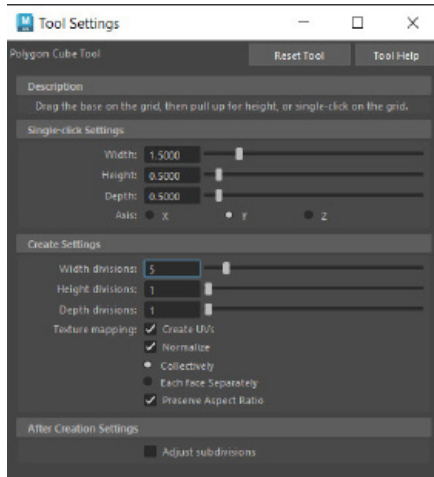 Tool Settings
Polygon Cube Tool Reset Tool Tool Help
Description
Drag the base on the grid, then pull up for height, or single-click on the grid.
Single-click Settings
Width: 1.5000
Height: 0.5000
Depth: 0.5000
Axis: X Y Z
Create Settings
Width divisions: 5
Height divisions: 1
Depth divisions: 1
Texture mapping: Create UVs
Normalize
Collectively
Each face Separately
Preserve Aspect Ratio
After Creation Settings
Adjust subdivisions